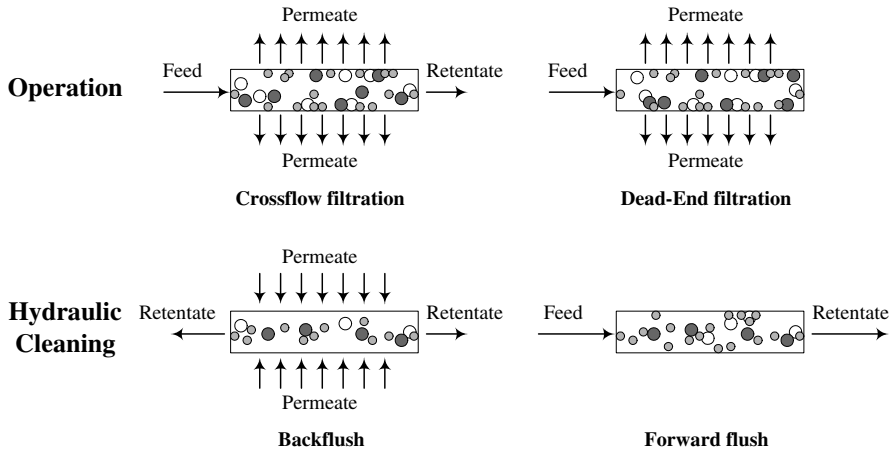 Permeate
Permeate
Operation
Feed
Retentate
Feed
Permeate
Permeate
Crossflow filtration
Dead-End filtration
Permeate
Hydraulic
Cleaning
Retentate
Retentate
Feed
Retentate
Permeate
Backflush
Forward flush